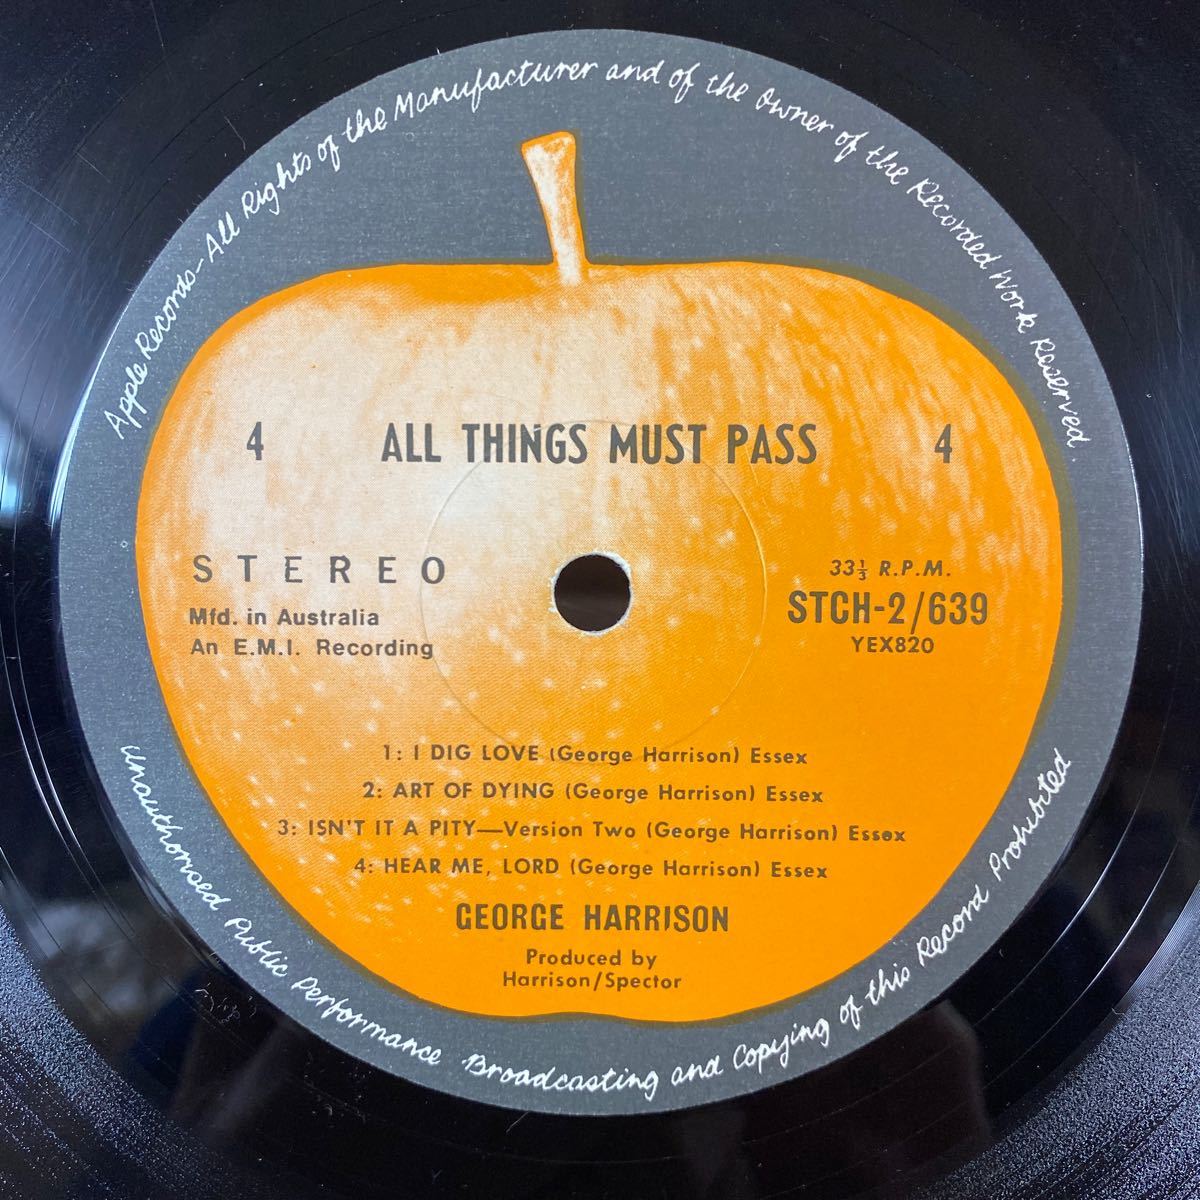 Apple Records—All Rights of the Manufacturer and of the Owner of the Recorded Work Reserved
4 ALL THINGS MUST PASS 4
STEREO
Mfd. in Australia
An E.M.I. Recording
33⅓ R.P.M.
STCH-2/639
YEX820
1: I DIG LOVE (George Harrison) Essex
2: ART OF DYING (George Harrison) Essex
3: ISN'T IT A PITY—Version Two (George Harrison) Essex
4: HEAR ME, LORD (George Harrison) Essex
GEORGE HARRISON
Produced by
Harrison/Spector
Unauthorised Public Performance Broadcasting and Copying of this Record Prohibited